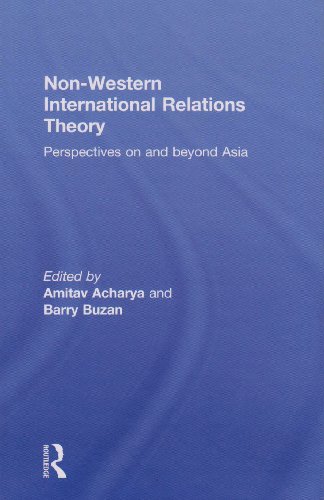 Non-Western
International Relations
Theory
Perspectives on and beyond Asia
Edited by
Amitav Acharya and
Barry Buzan
ROUTLEDGE